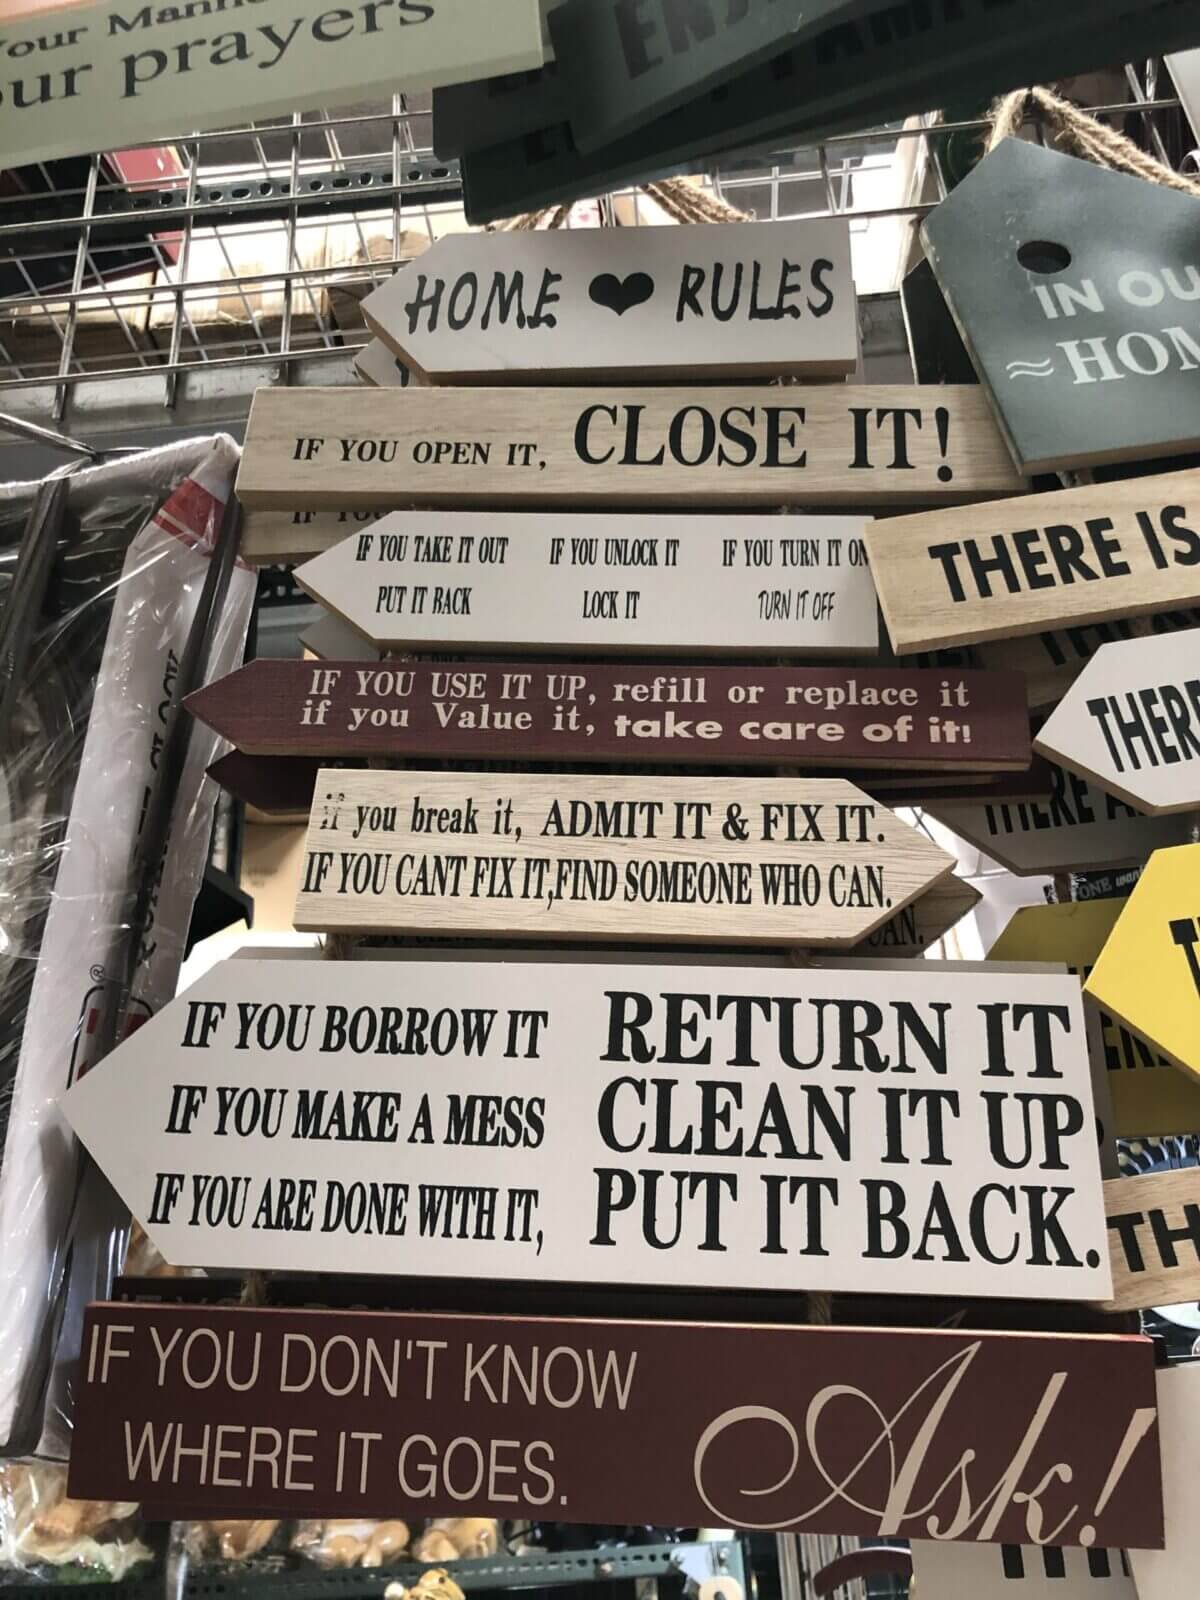 our prayers
HOME ♥ RULES
IF YOU OPEN IT, CLOSE IT!
IF YOU TAKE IT OUT IF YOU UNLOCK IT IF YOU TURN IT ON
PUT IT BACK LOCK IT TURN IT OFF
IF YOU USE IT UP, refill or replace it
if you Value it, take care of it!
if you break it, ADMIT IT & FIX IT.
IF YOU CANT FIX IT,FIND SOMEONE WHO CAN.
IF YOU BORROW IT RETURN IT
IF YOU MAKE A MESS CLEAN IT UP
IF YOU ARE DONE WITH IT, PUT IT BACK.
IF YOU DON'T KNOW
WHERE IT GOES. Ask!
IN
THERE IS